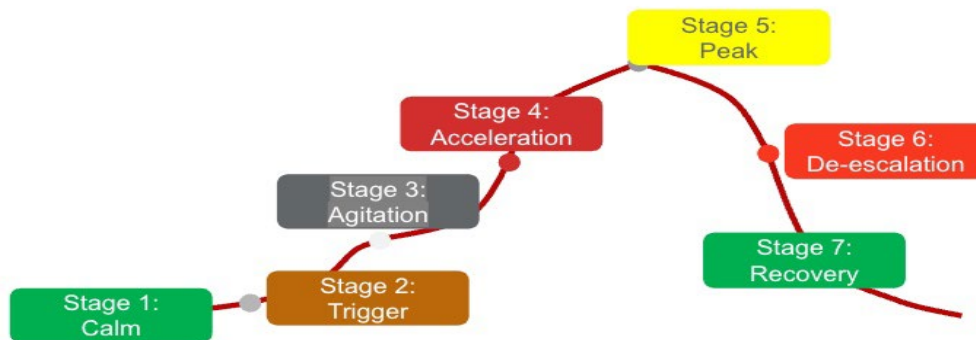 Stage 1:
Calm
Stage 2:
Trigger
Stage 3:
Agitation
Stage 4:
Acceleration
Stage 5:
Peak
Stage 6:
De-escalation
Stage 7:
Recovery